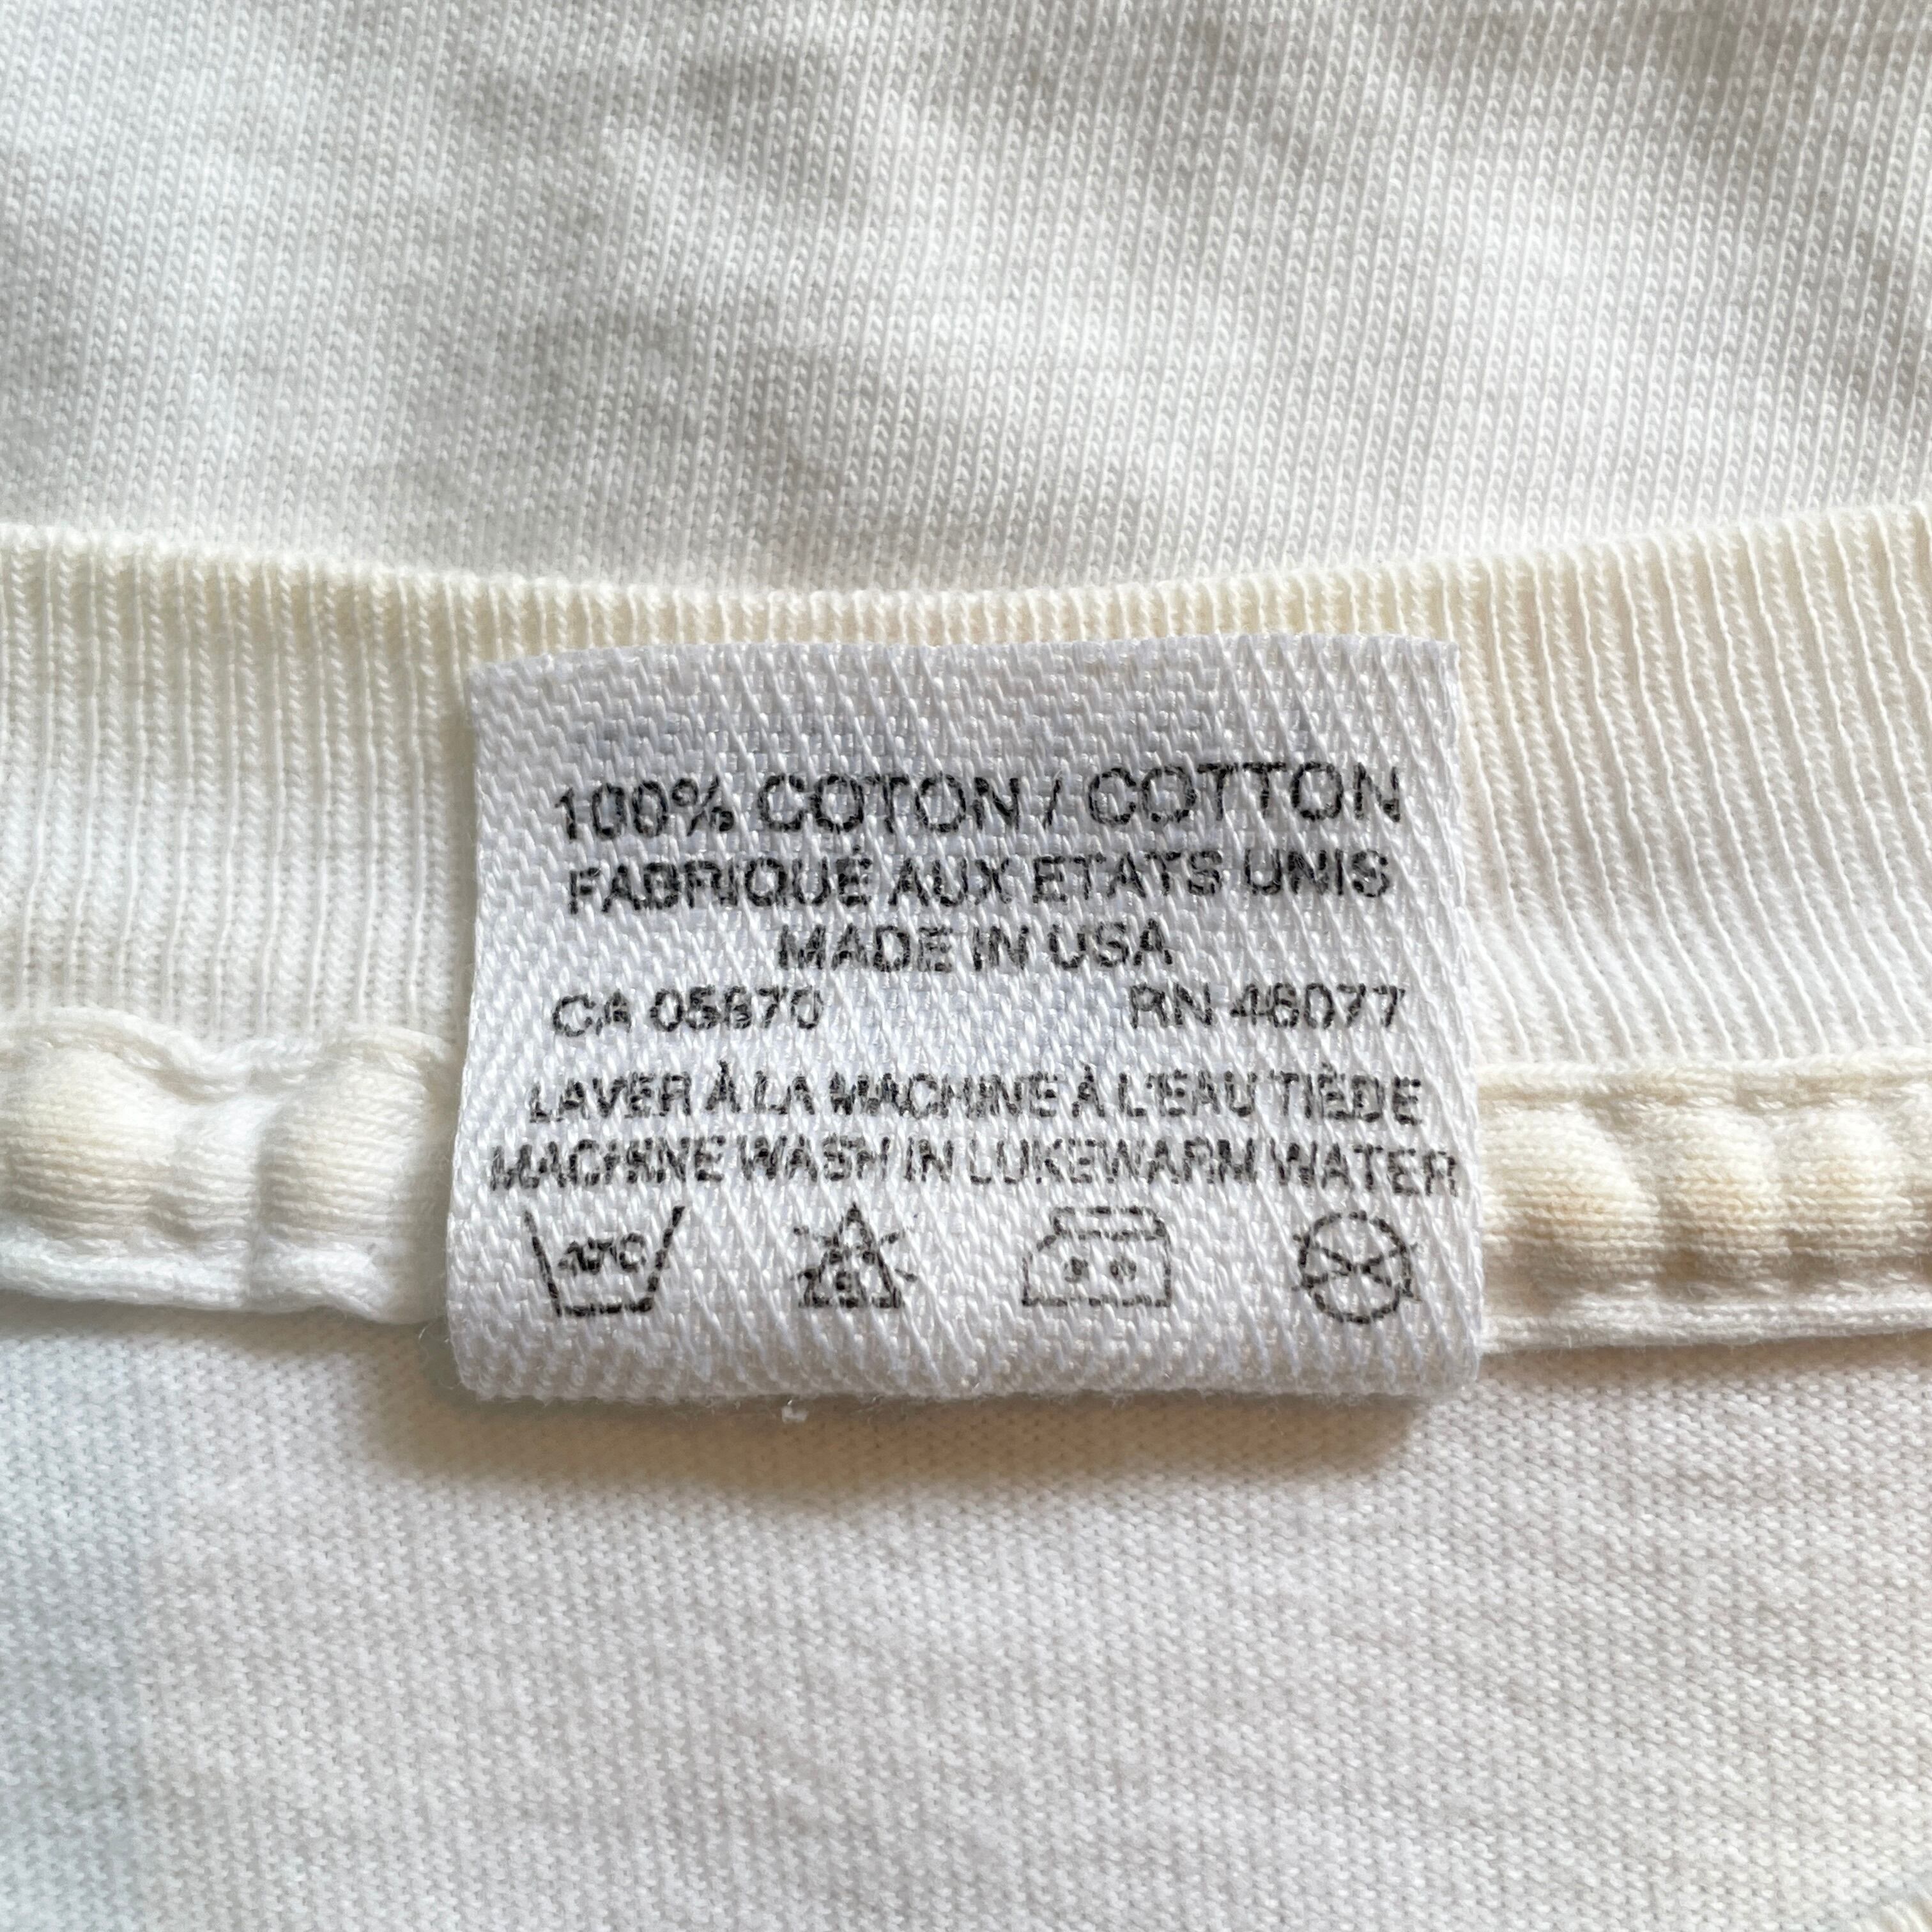 100% COTON / COTTON
FABRIQUÉ AUX ETATS UNIS
MADE IN USA
CA 05870 RN 46077
LAVER À LA MACHINE À L'EAU TIÈDE
MACHINE WASH IN LUKEWARM WATER
40°C